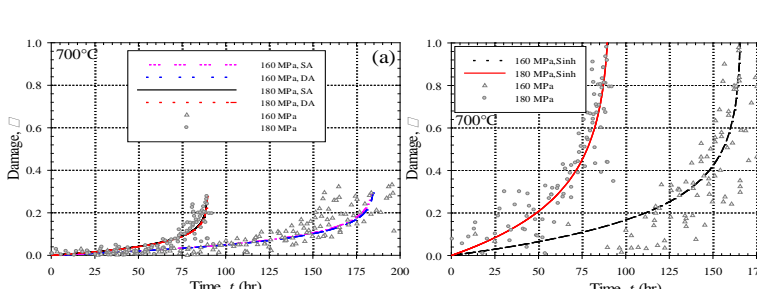 1.0
0.8
0.6
0.4
0.2
0.0
Damage,
700°C
(a)
160 MPa, SA
160 MPa, DA
180 MPa, SA
180 MPa, DA
160 MPa
180 MPa
0 25 50 75 100 125 150 175 200
Time, t (hr)
1.0
0.8
0.6
0.4
0.2
0.0
Damage,
160 MPa,Sinh
180 MPa,Sinh
160 MPa
180 MPa
700°C
0 25 50 75 100 125 150
Time, t (hr)